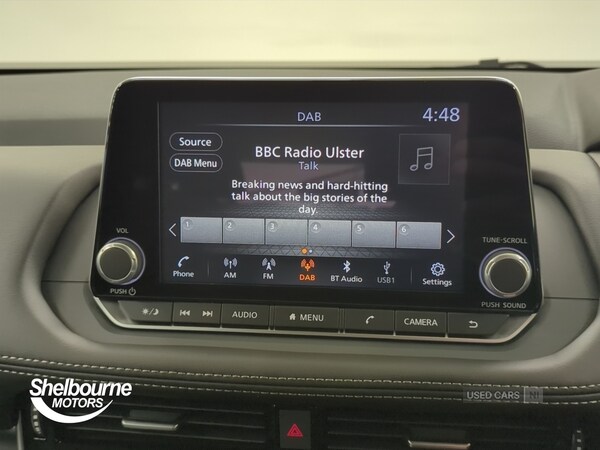 DAB
4:48
Source
DAB Menu
BBC Radio Ulster
Talk
Breaking news and hard-hitting
talk about the big stories of the
day.
1 2 3 4 5 6
Phone
AM
FM
DAB
BT Audio
USB1
Settings
VOL
PUSH
TUNE·SCROLL
PUSH SOUND
AUDIO
MENU
CAMERA
Shelbourne
MOTORS
USED CARS NI